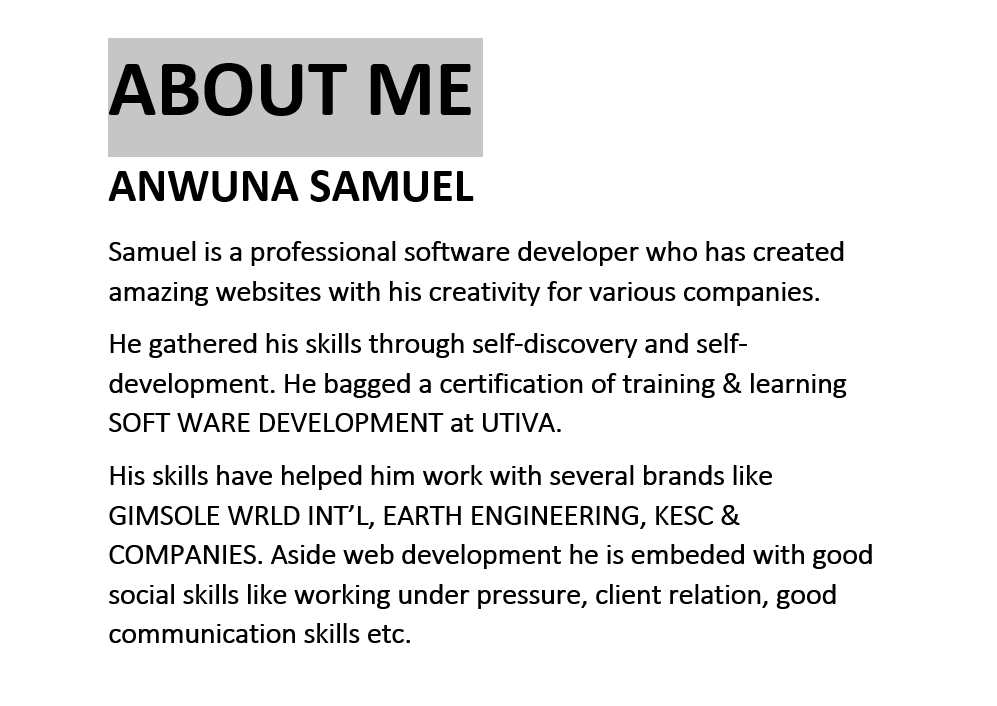 ABOUT ME
ANWUNA SAMUEL
Samuel is a professional software developer who has created
amazing websites with his creativity for various companies.
He gathered his skills through self-discovery and self-
development. He bagged a certification of training & learning
SOFT WARE DEVELOPMENT at UTIVA.
His skills have helped him work with several brands like
GIMSOLE WRLD INT’L, EARTH ENGINEERING, KESC &
COMPANIES. Aside web development he is embeded with good
social skills like working under pressure, client relation, good
communication skills etc.